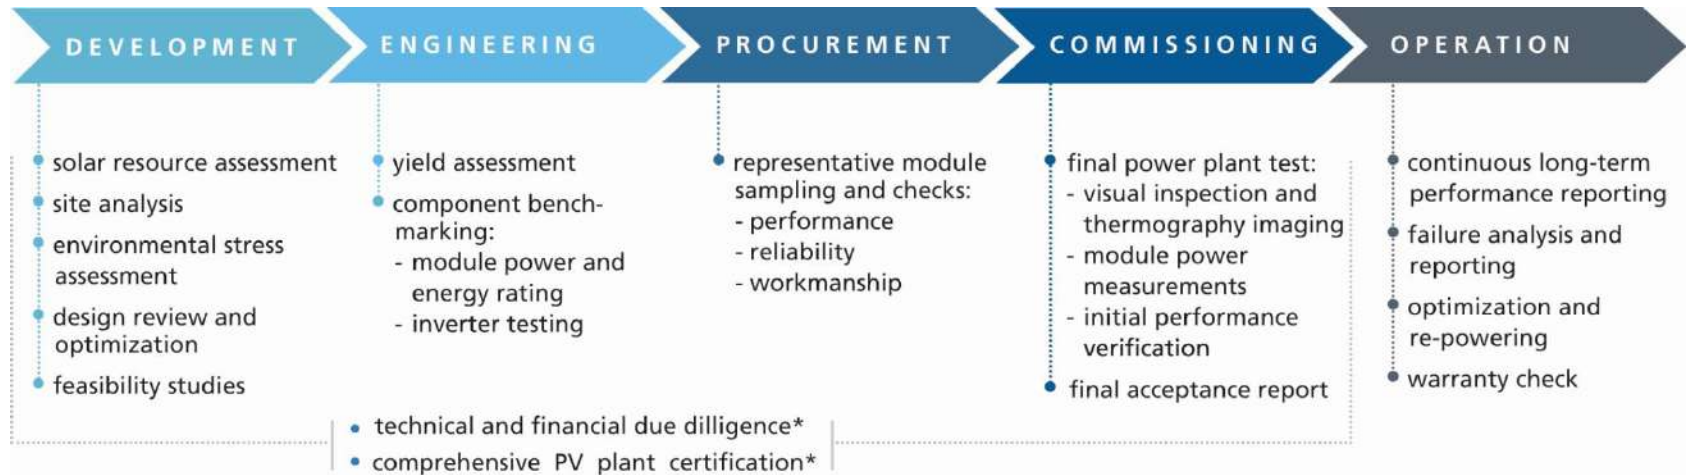 DEVELOPMENT
ENGINEERING
PROCUREMENT
COMMISSIONING
OPERATION
solar resource assessment
site analysis
environmental stress
assessment
design review and
optimization
feasibility studies
yield assessment
component bench-
marking:
- module power and
energy rating
- inverter testing
representative module
sampling and checks:
- performance
- reliability
- workmanship
final power plant test:
- visual inspection and
thermography imaging
- module power
measurements
- initial performance
verification
final acceptance report
continuous long-term
performance reporting
failure analysis and
reporting
optimization and
re-powering
warranty check
• technical and financial due dilligence*
• comprehensive PV plant certification*